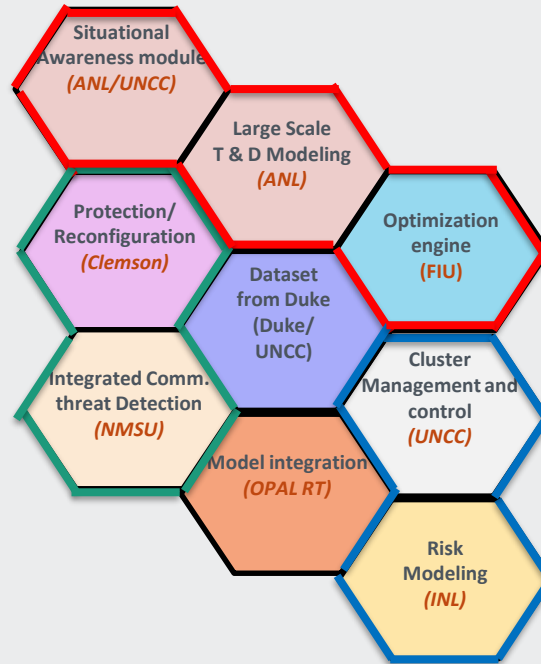 Situational
Awareness module
(ANL/UNCC)
Large Scale
T & D Modeling
(ANL)
Protection/
Reconfiguration
(Clemson)
Optimization
engine
(FIU)
Dataset
from Duke
(Duke/
UNCC)
Integrated Comm.
threat Detection
(NMSU)
Cluster
Management and
control
(UNCC)
Model integration
(OPAL RT)
Risk
Modeling
(INL)